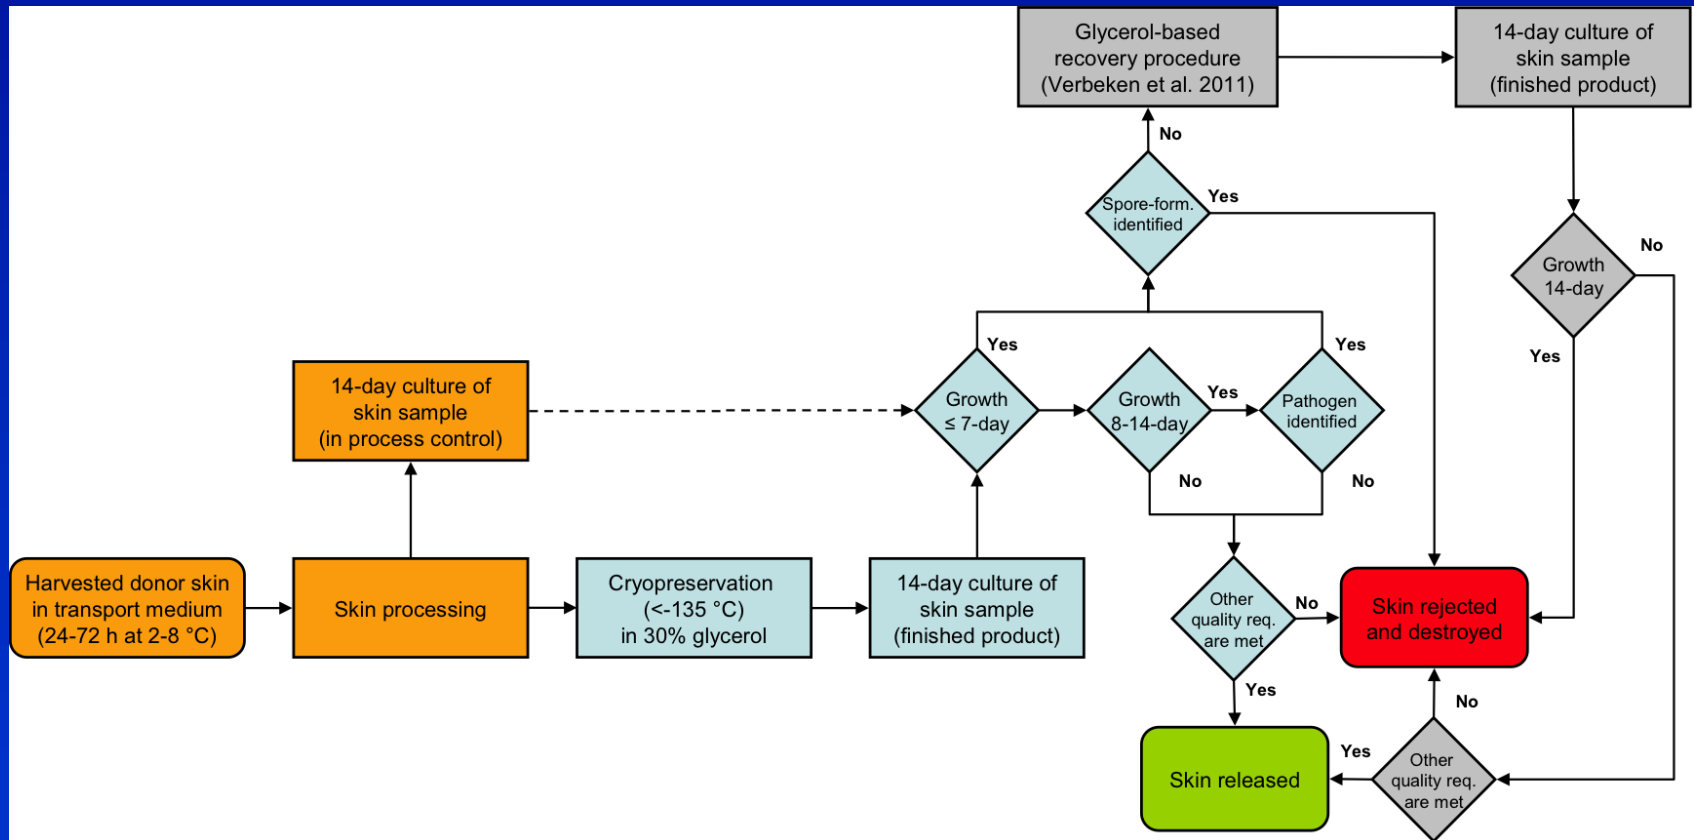 Glycerol-based
recovery procedure
(Verbeken et al. 2011)
14-day culture of
skin sample
(finished product)
No
Spore-form.
identified
Yes
Growth
14-day
No
Yes
14-day culture of
skin sample
(in process control)
Growth
≤ 7-day
Yes
Growth
8-14-day
Yes
Pathogen
identified
Yes
No
No
Harvested donor skin
in transport medium
(24-72 h at 2-8 °C)
Skin processing
Cryopreservation
(<-135 °C)
in 30% glycerol
14-day culture of
skin sample
(finished product)
Other
quality req.
are met
No
Yes
Skin rejected
and destroyed
No
Skin released
Yes
Other
quality req.
are met